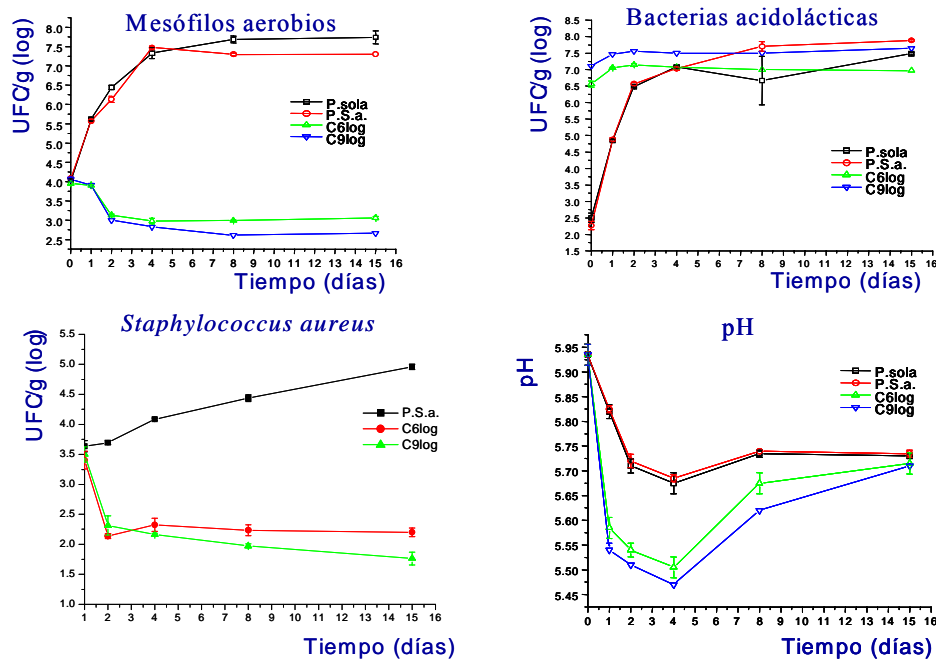 Mesófilos aerobios
UFC/g (log)
8.0
7.5
7.0
6.5
6.0
5.5
5.0
4.5
4.0
3.5
3.0
2.5
P.sola
P.S.a.
C6log
C9log
0 1 2 3 4 5 6 7 8 9 10 11 12 13 14 15 16
Tiempo (días)
Bacterias acidolácticas
UFC/g (log)
8.5
8.0
7.5
7.0
6.5
6.0
5.5
5.0
4.5
4.0
3.5
3.0
2.5
2.0
1.5
P.sola
P.S.a.
C6log
C9log
0 1 2 3 4 5 6 7 8 9 10 11 12 13 14 15 16
Tiempo (días)
Staphylococcus aureus
UFC/g (log)
5.5
5.0
4.5
4.0
3.5
3.0
2.5
2.0
1.5
1.0
P.S.a.
C6log
C9log
1 2 3 4 5 6 7 8 9 10 11 12 13 14 15 16
Tiempo (días)
pH
pH
5.95
5.90
5.85
5.80
5.75
5.70
5.65
5.60
5.55
5.50
5.45
P.sola
P.S.a.
C6log
C9log
0 1 2 3 4 5 6 7 8 9 10 11 12 13 14 15 16
Tiempo (días)